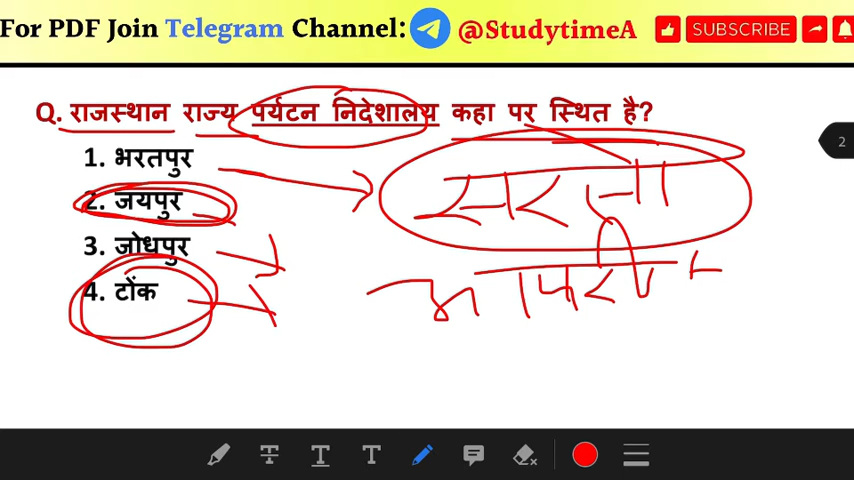 For PDF Join Telegram Channel: @StudytimeA SUBSCRIBE
Q. राजस्थान राज्य पर्यटन निदेशालय कहा पर स्थित है?
1. भरतपुर
2. जयपुर
3. जोधपुर
4. टोंक
2